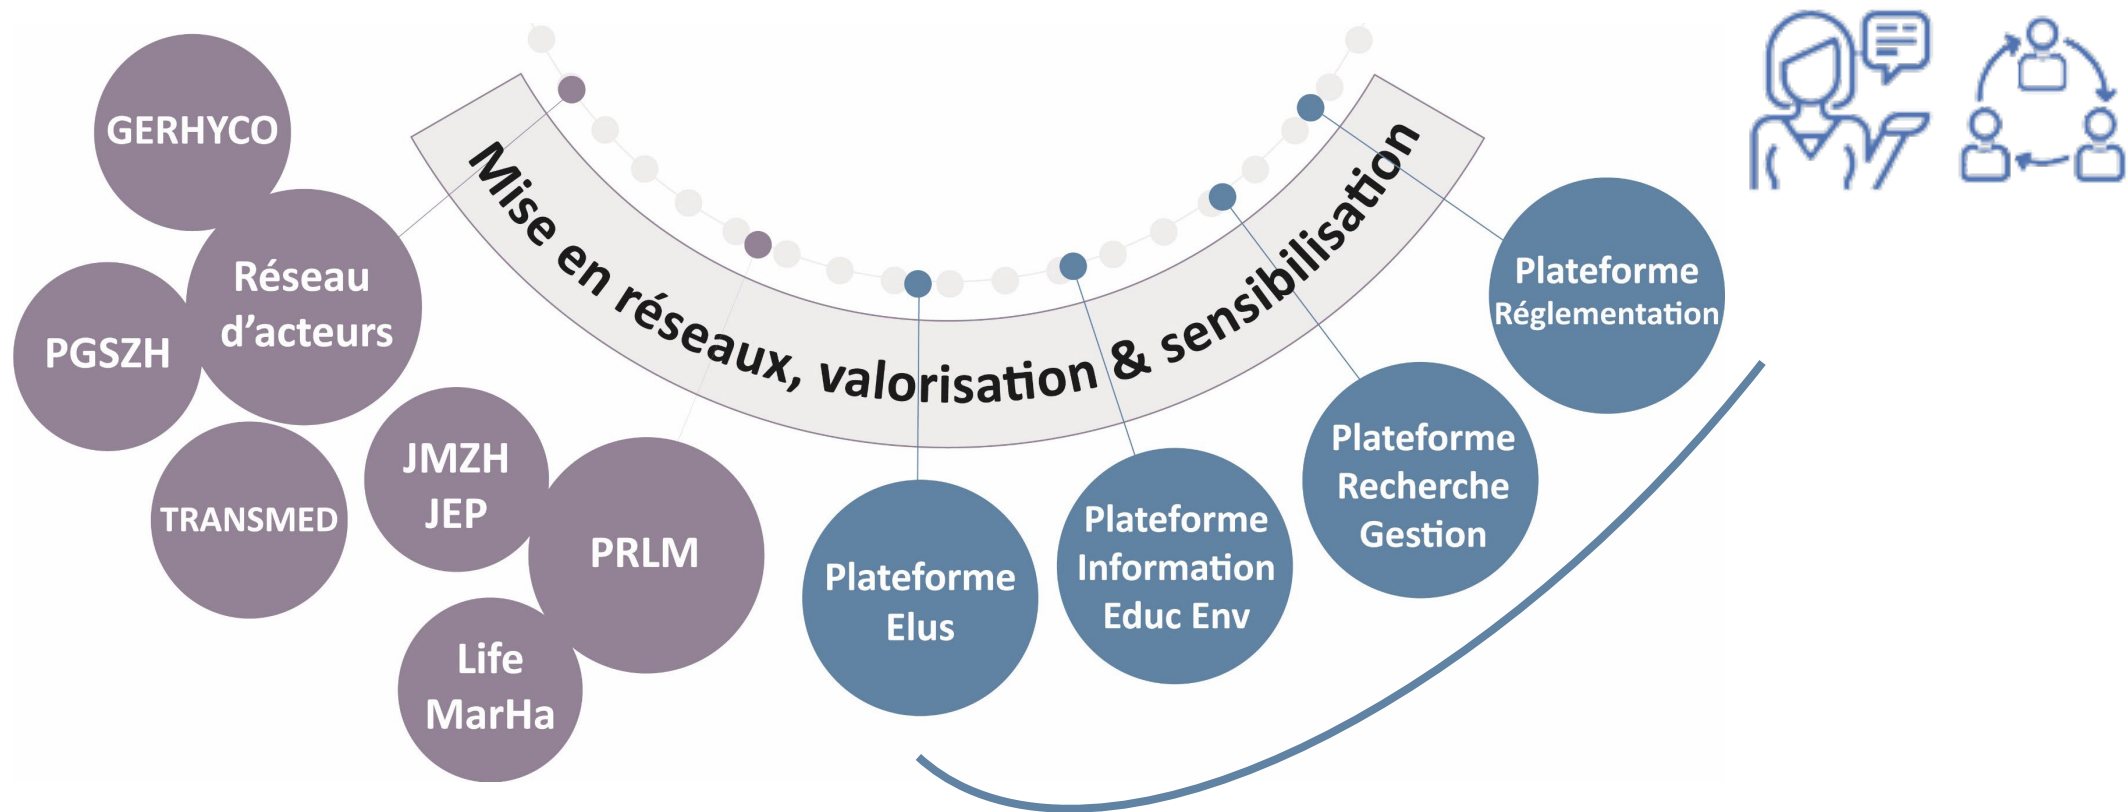 GERHYCO
Réseau
d’acteurs
PGSZH
TRANSMED
JMZH
JEP
PRLM
Life
MarHa
Mise en réseaux, valorisation & sensibilisation
Plateforme
Elus
Plateforme
Information
Educ Env
Plateforme
Recherche
Gestion
Plateforme
Réglementation